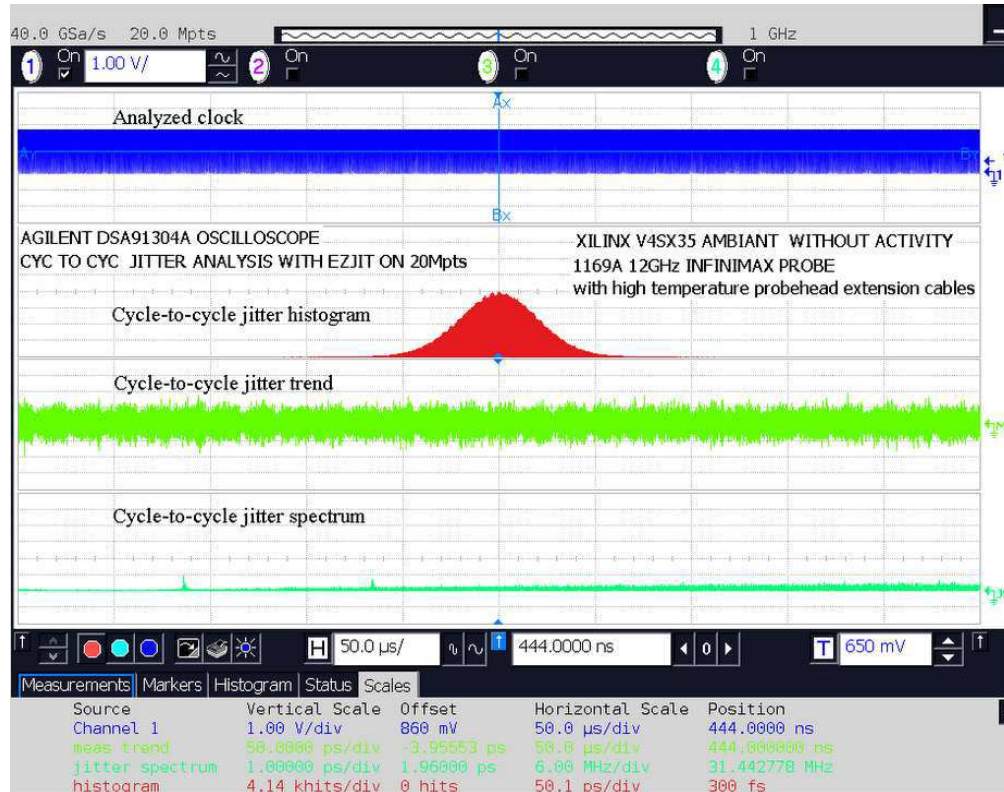 40.0 GSa/s 20.0 Mpts 1 GHz
1 On 1.00 V/ 2 On 3 On 4 On
Ax
Analyzed clock
Ay By
1
Bx
AGILENT DSA91304A OSCILLOSCOPE
CYC TO CYC JITTER ANALYSIS WITH EZJIT ON 20Mpts
XILINX V4SX35 AMBIANT WITHOUT ACTIVITY
1169A 12GHz INFINIMAX PROBE
with high temperature probehead extension cables
Cycle-to-cycle jitter histogram
Cycle-to-cycle jitter trend
Cycle-to-cycle jitter spectrum
H 50.0 µs/ 444.0000 ns 0 T 650 mV
Measurements Markers Histogram Status Scales
Source Vertical Scale Offset Horizontal Scale Position
Channel 1 1.00 V/div 860 mV 50.0 µs/div 444.0000 ns
meas trend 50.0000 ps/div -3.95553 ps 50.0 µs/div 444.000000 ns
jitter spectrum 1.00000 ps/div 1.96000 ps 6.00 MHz/div 31.442778 MHz
histogram 4.14 khits/div 0 hits 50.1 ps/div 300 fs